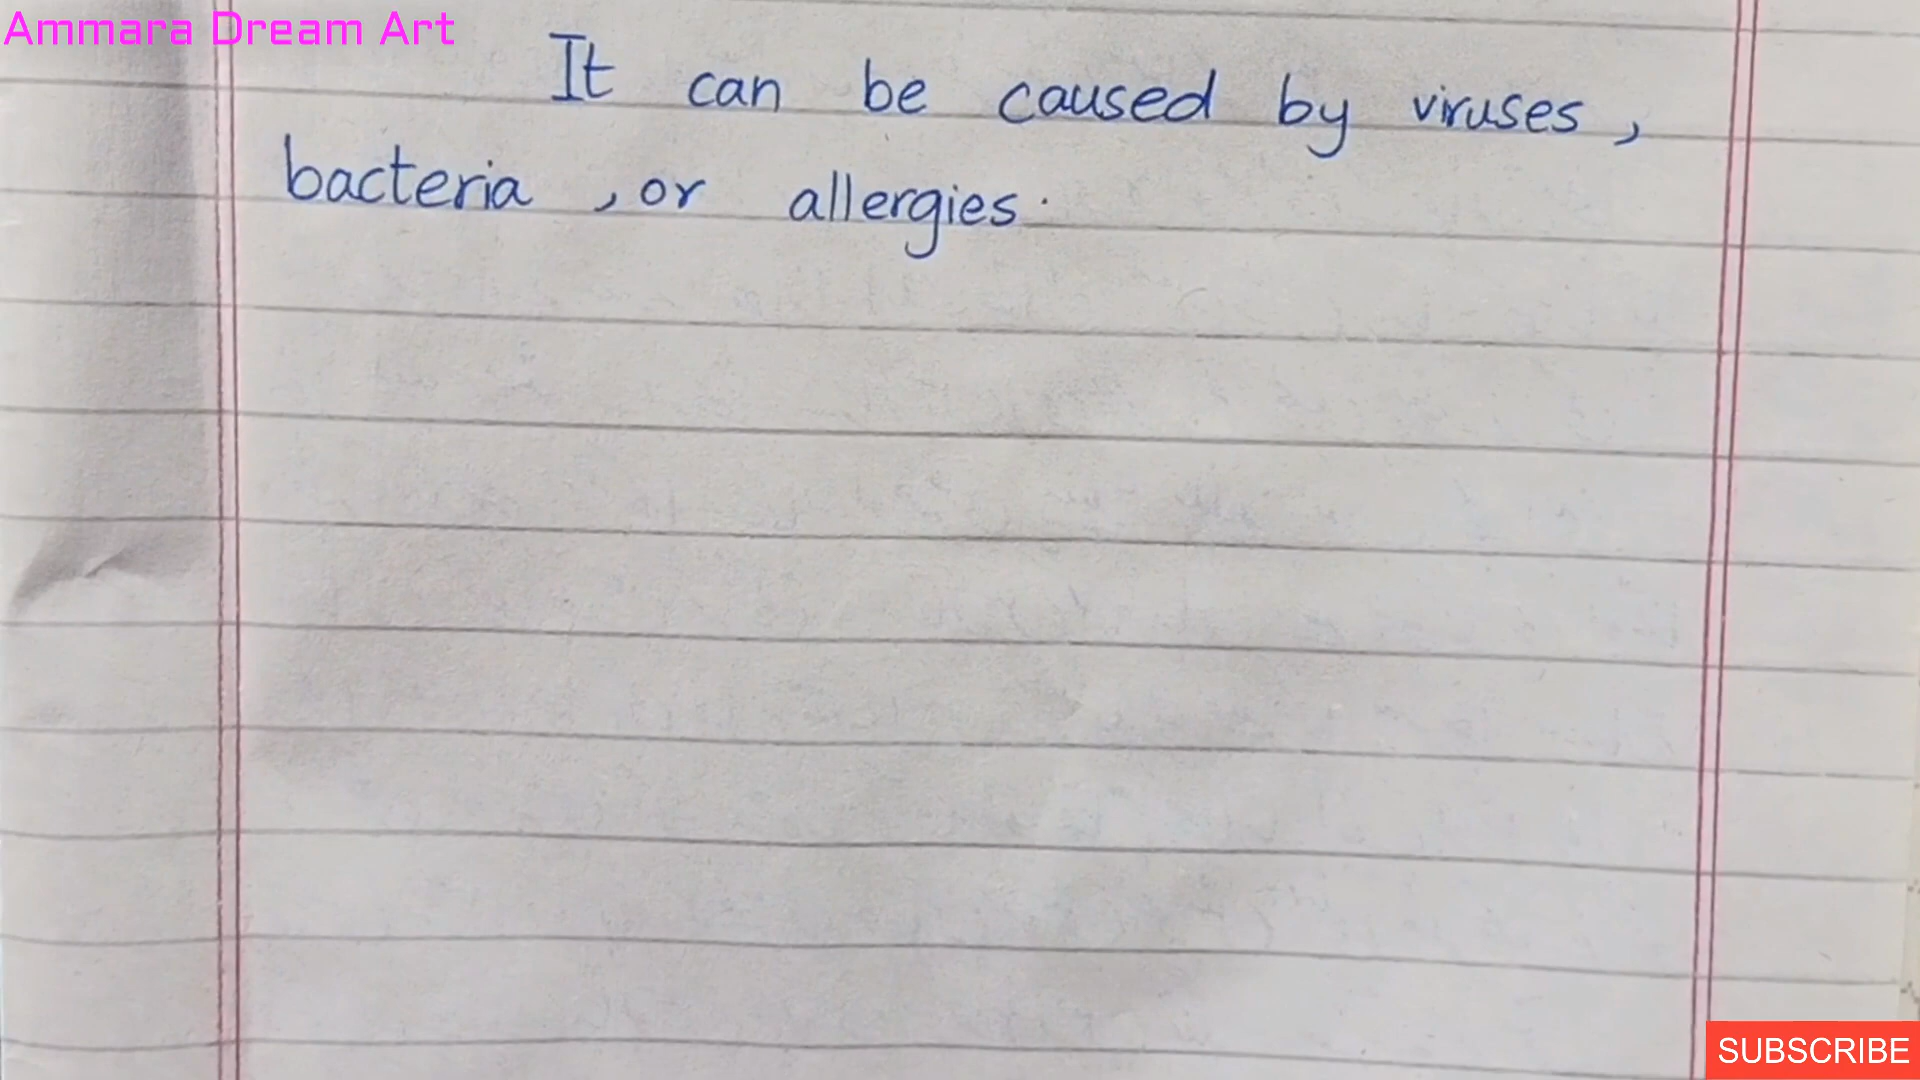 Ammara Dream Art
It can be caused by viruses,
bacteria, or allergies.
SUBSCRIBE